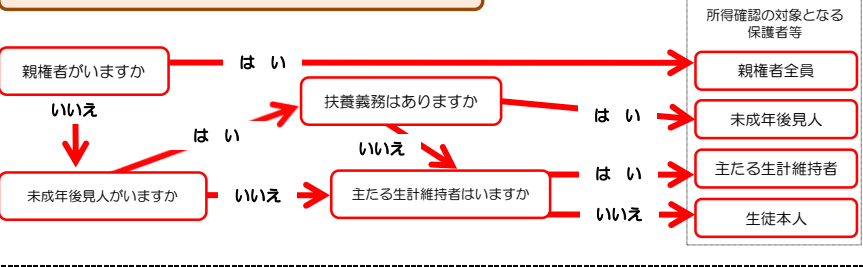 所得確認の対象となる
保護者等
親権者がいますか
は い
親権者全員
いいえ
扶養義務はありますか
は い
未成年後見人
は い
いいえ
未成年後見人がいますか
いいえ
主たる生計維持者はいますか
は い
主たる生計維持者
いいえ
生徒本人